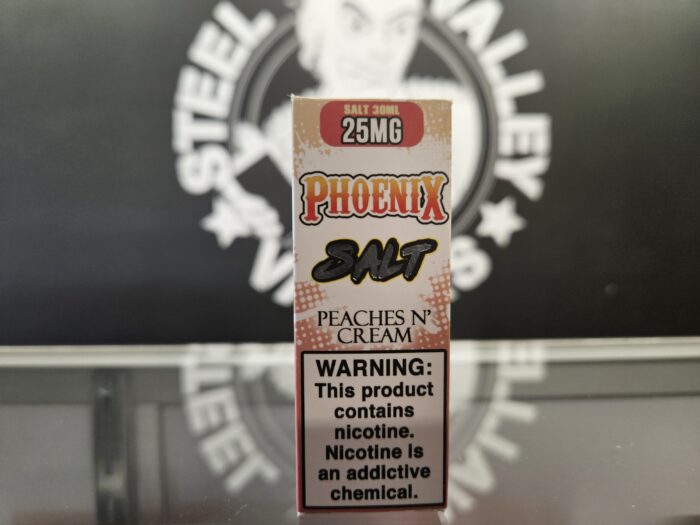 STEEL VALLEY
SALT 30ML
25MG
PHOENIX
SALT
PEACHES N'
CREAM
WARNING:
This product
contains
nicotine.
Nicotine is
an addictive
chemical.